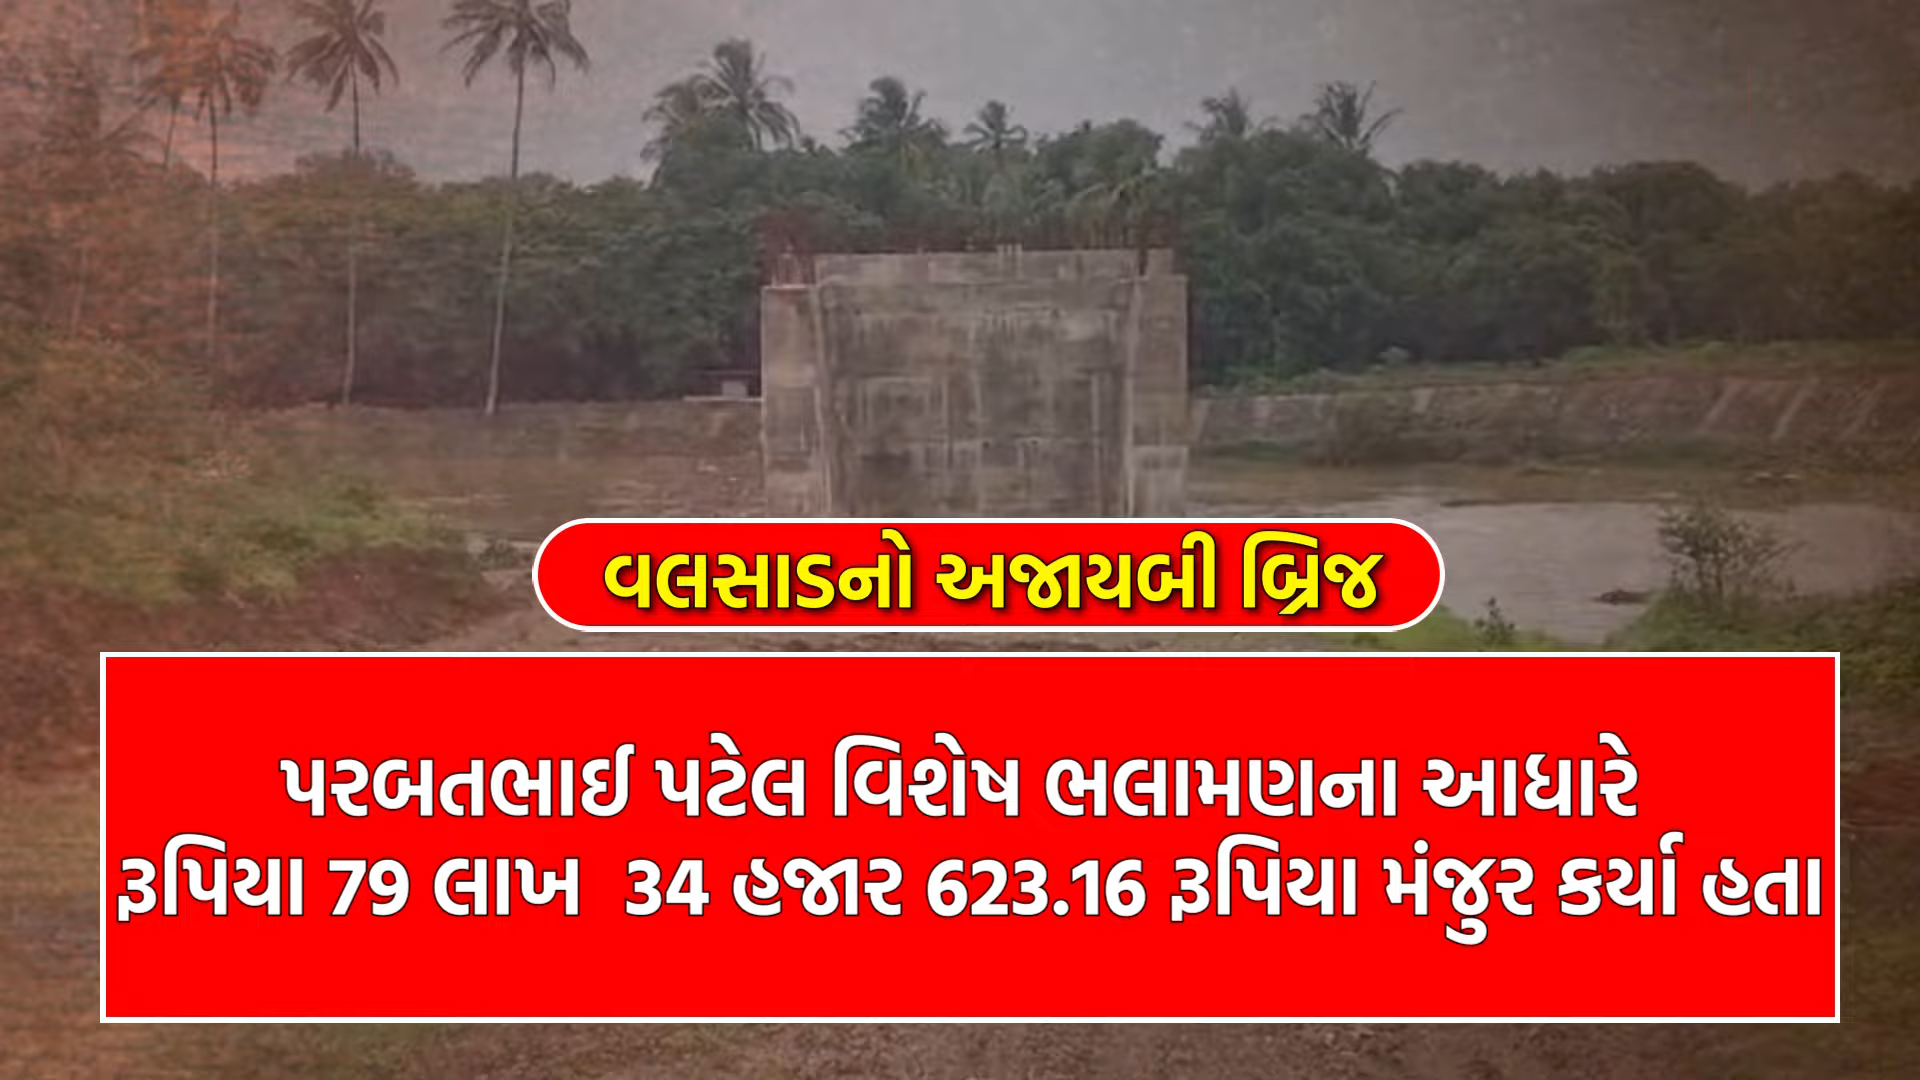 વલસાડનો અજાયબી બ્રિજ
પરબતભાઈ પટેલ વિશેષ ભલામણના આધારે
રૂપિયા 79 લાખ  34 હજાર 623.16 રૂપિયા મંજુર કર્યા હતા